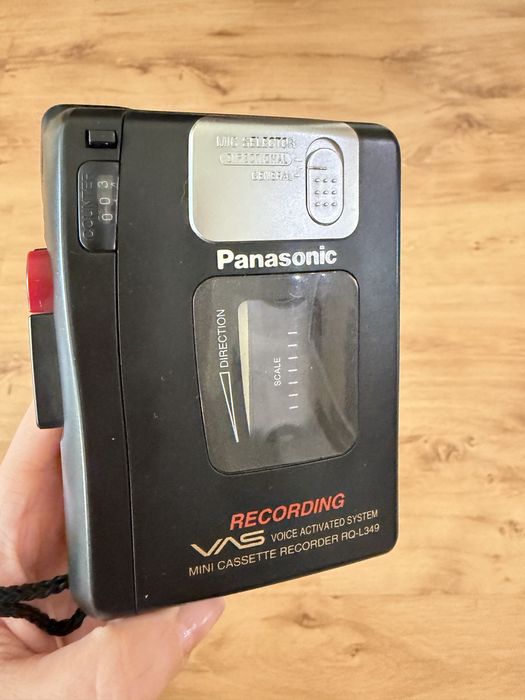 MIC SELECTOR
DIRECTIONAL
GENERAL
COUNTER
003
Panasonic
DIRECTION
SCALE
RECORDING
VAS VOICE ACTIVATED SYSTEM
MINI CASSETTE RECORDER RQ-L349